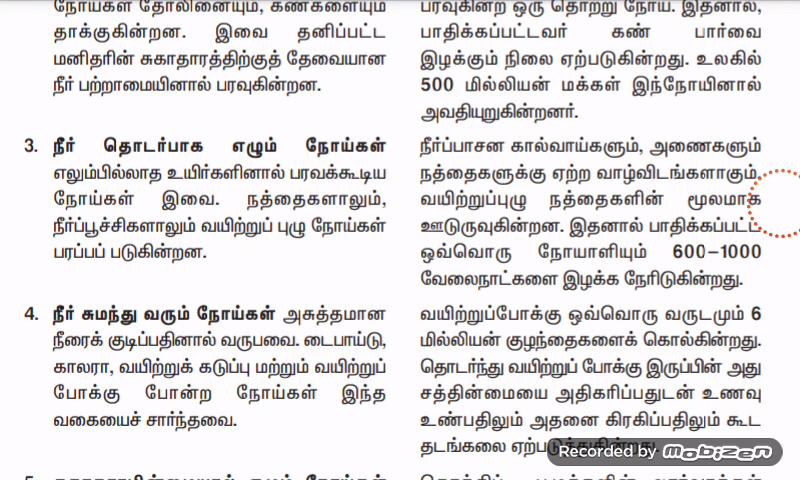 நோய்கள் தோலினையும், கண்களையும்
தாக்குகின்றன. இவை தனிப்பட்ட
மனிதரின் சுகாதாரத்திற்குத் தேவையான
நீர் பற்றாமையினால் பரவுகின்றன.
பரவுகின்ற ஒரு தொற்று நோய். இதனால்,
பாதிக்கப்பட்டவர் கண் பார்வை
இழக்கும் நிலை ஏற்படுகின்றது. உலகில்
500 மில்லியன் மக்கள் இந்நோயினால்
அவதியுறுகின்றனர்.
3. நீர் தொடர்பாக எழும் நோய்கள்
எலும்பில்லாத உயிர்களினால் பரவக்கூடிய
நோய்கள் இவை. நத்தைகளாலும்,
நீர்ப்பூச்சிகளாலும் வயிற்றுப் புழு நோய்கள்
பரப்பப் படுகின்றன.
நீர்ப்பாசன கால்வாய்களும், அணைகளும்
நத்தைகளுக்கு ஏற்ற வாழ்விடங்களாகும்.
வயிற்றுப்புழு நத்தைகளின் மூலமாக
ஊடுருவுகின்றன. இதனால் பாதிக்கப்பட்ட
ஒவ்வொரு நோயாளியும் 600–1000
வேலைநாட்களை இழக்க நேரிடுகின்றது.
4. நீர் சுமந்து வரும் நோய்கள் அசுத்தமான
நீரைக் குடிப்பதினால் வருபவை. டைபாய்டு,
காலரா, வயிற்றுக் கடுப்பு மற்றும் வயிற்றுப்
போக்கு போன்ற நோய்கள் இந்த
வகையைச் சார்ந்தவை.
வயிற்றுப்போக்கு ஒவ்வொரு வருடமும் 6
மில்லியன் குழந்தைகளைக் கொல்கின்றது.
தொடர்ந்து வயிற்றுப் போக்கு இருப்பின் அது
சத்தின்மையை அதிகரிப்பதுடன் உணவு
உண்பதிலும் அதனை கிரகிப்பதிலும் கூட
தடங்கலை ஏற்படுத்துகின்றது.
Recorded by mobizen
5.